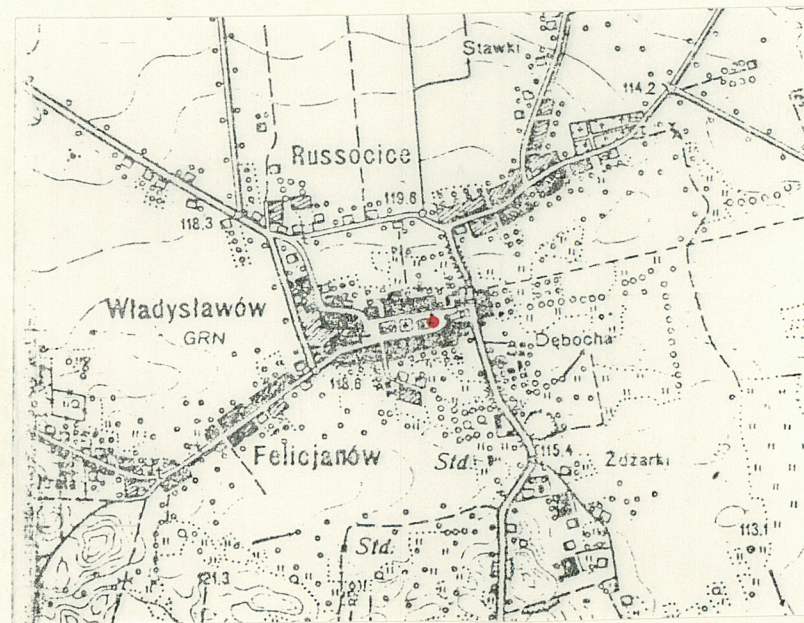 Stawki
114.2
Russocice
119.6
118.3
Władysławów
GRN
Dębocha
118.6
Felicjanów
Std.
115.4
Żdżarki
Std.
113.1
121.3